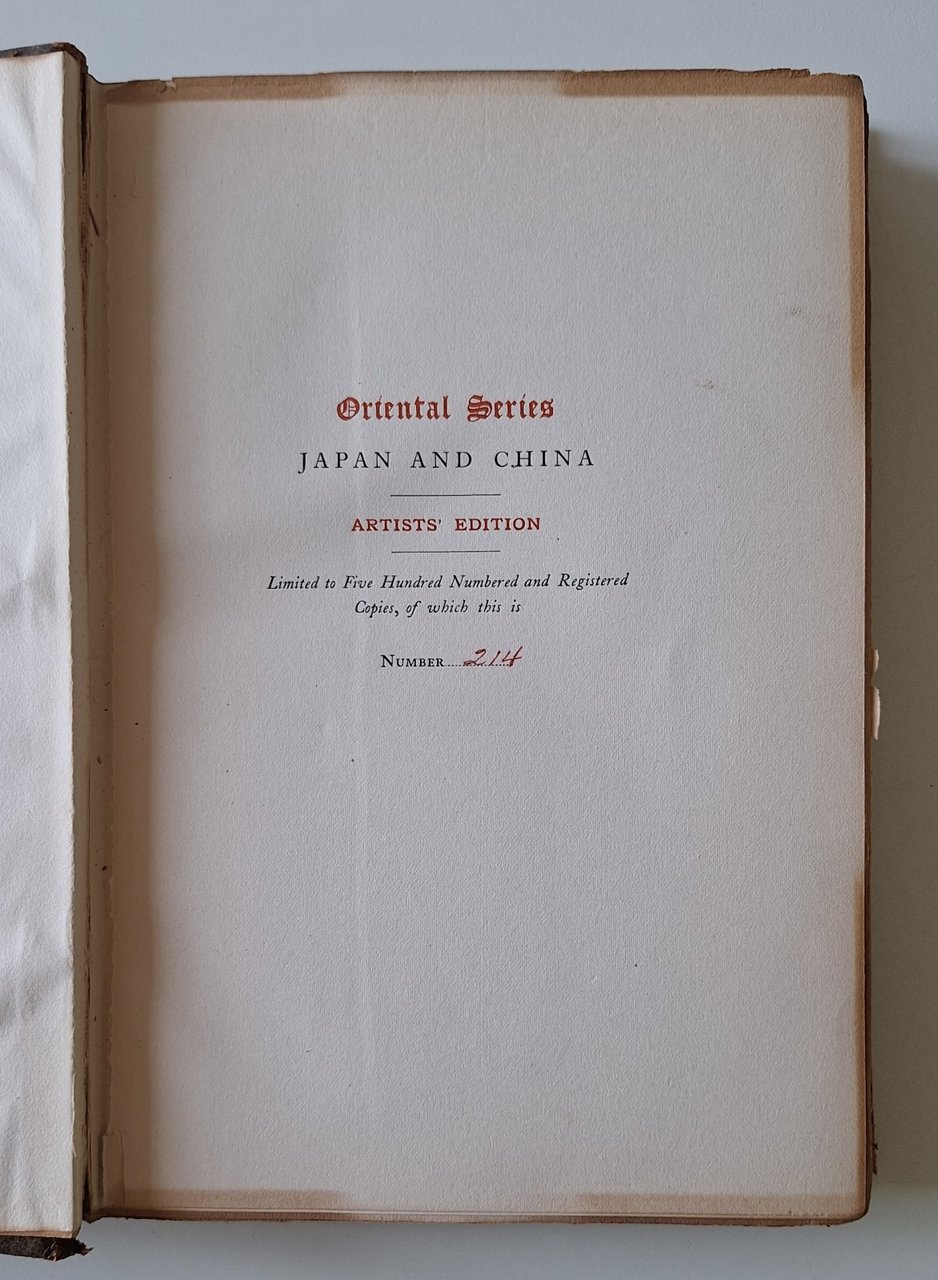 Oriental Series
JAPAN AND CHINA
ARTISTS' EDITION
Limited to Five Hundred Numbered and Registered
Copies, of which this is
NUMBER 214